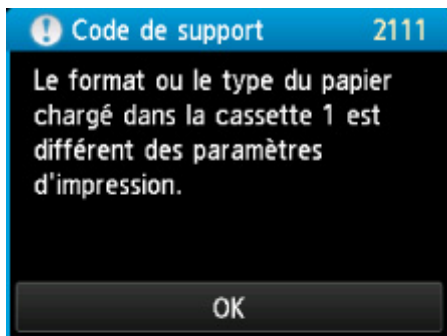 Code de support 2111
Le format ou le type du papier
chargé dans la cassette 1 est
différent des paramètres
d'impression.
OK